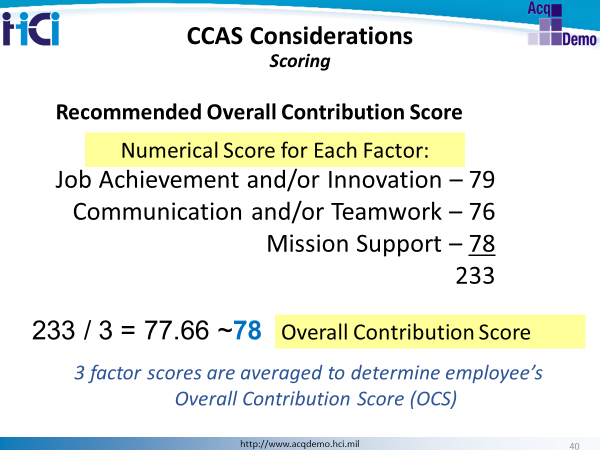 HCi
Acq
Demo
CCAS Considerations
Scoring
Recommended Overall Contribution Score
Numerical Score for Each Factor:
Job Achievement and/or Innovation – 79
Communication and/or Teamwork – 76
Mission Support – 78
233
233 / 3 = 77.66 ~78 Overall Contribution Score
3 factor scores are averaged to determine employee’s
Overall Contribution Score (OCS)
http://www.acqdemo.hci.mil
40